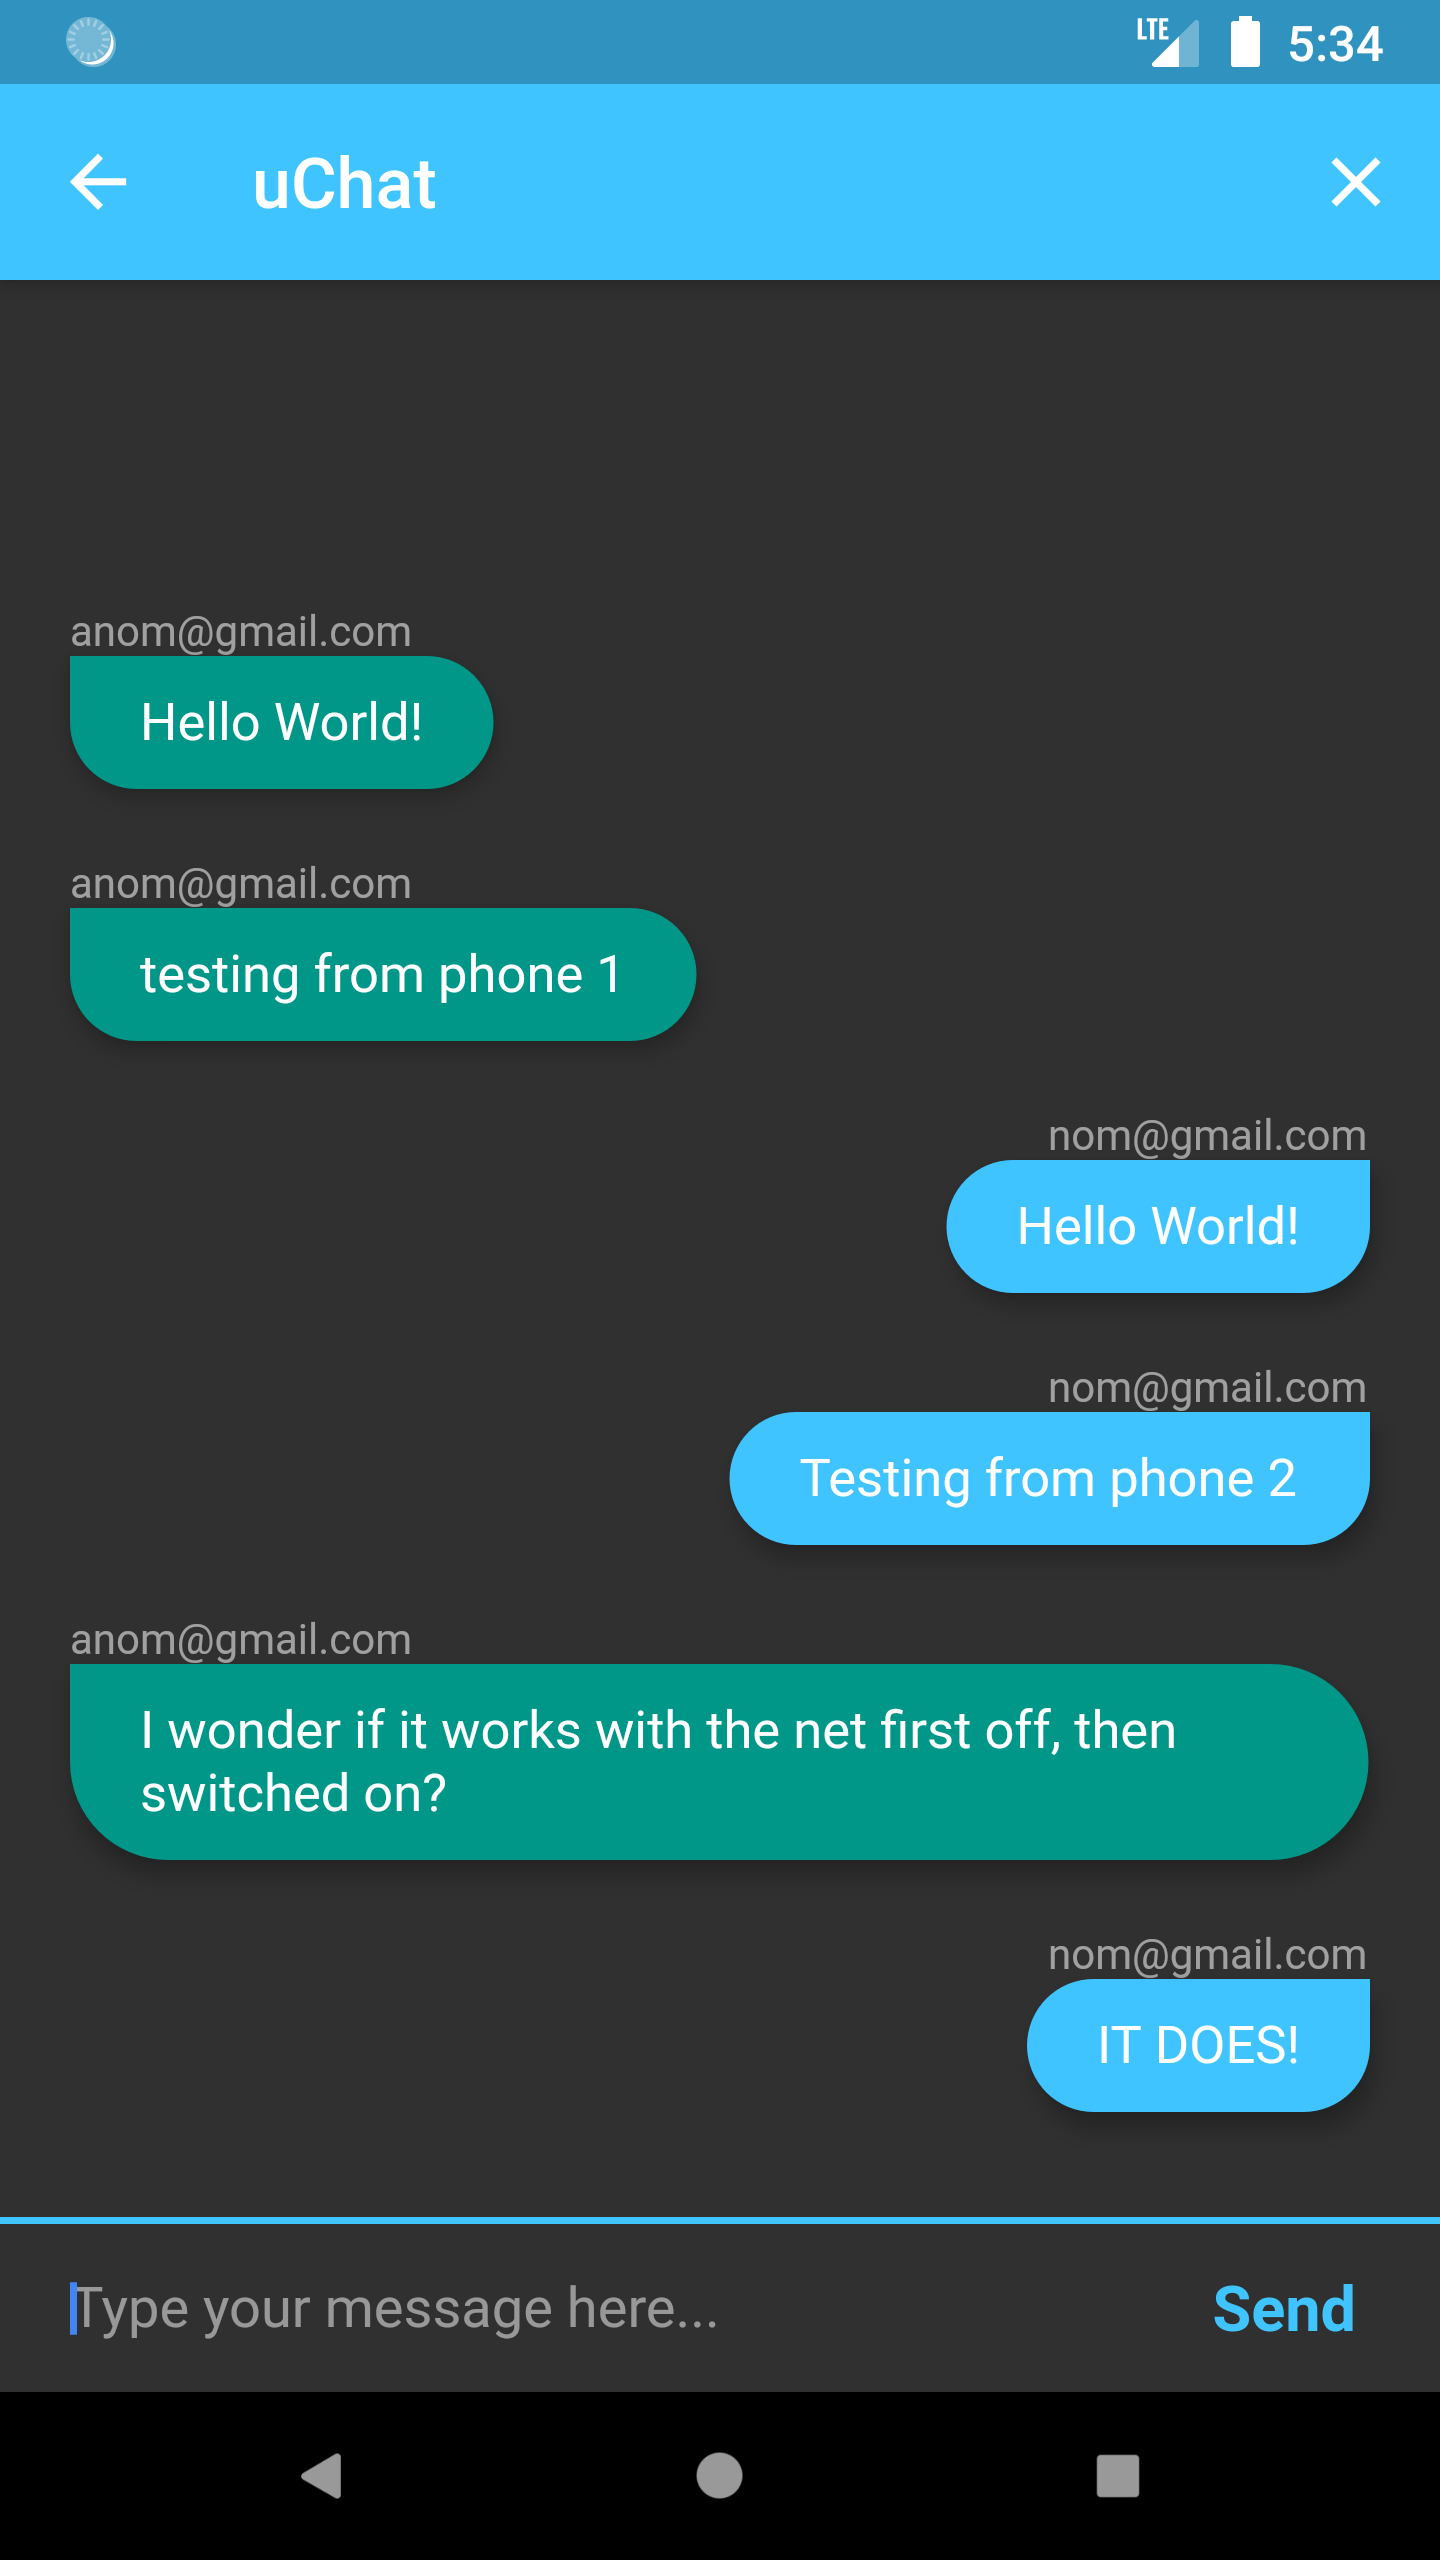 LTE 5:34
uChat
anom@gmail.com
Hello World!
anom@gmail.com
testing from phone 1
nom@gmail.com
Hello World!
nom@gmail.com
Testing from phone 2
anom@gmail.com
I wonder if it works with the net first off, then
switched on?
nom@gmail.com
IT DOES!
Type your message here... Send